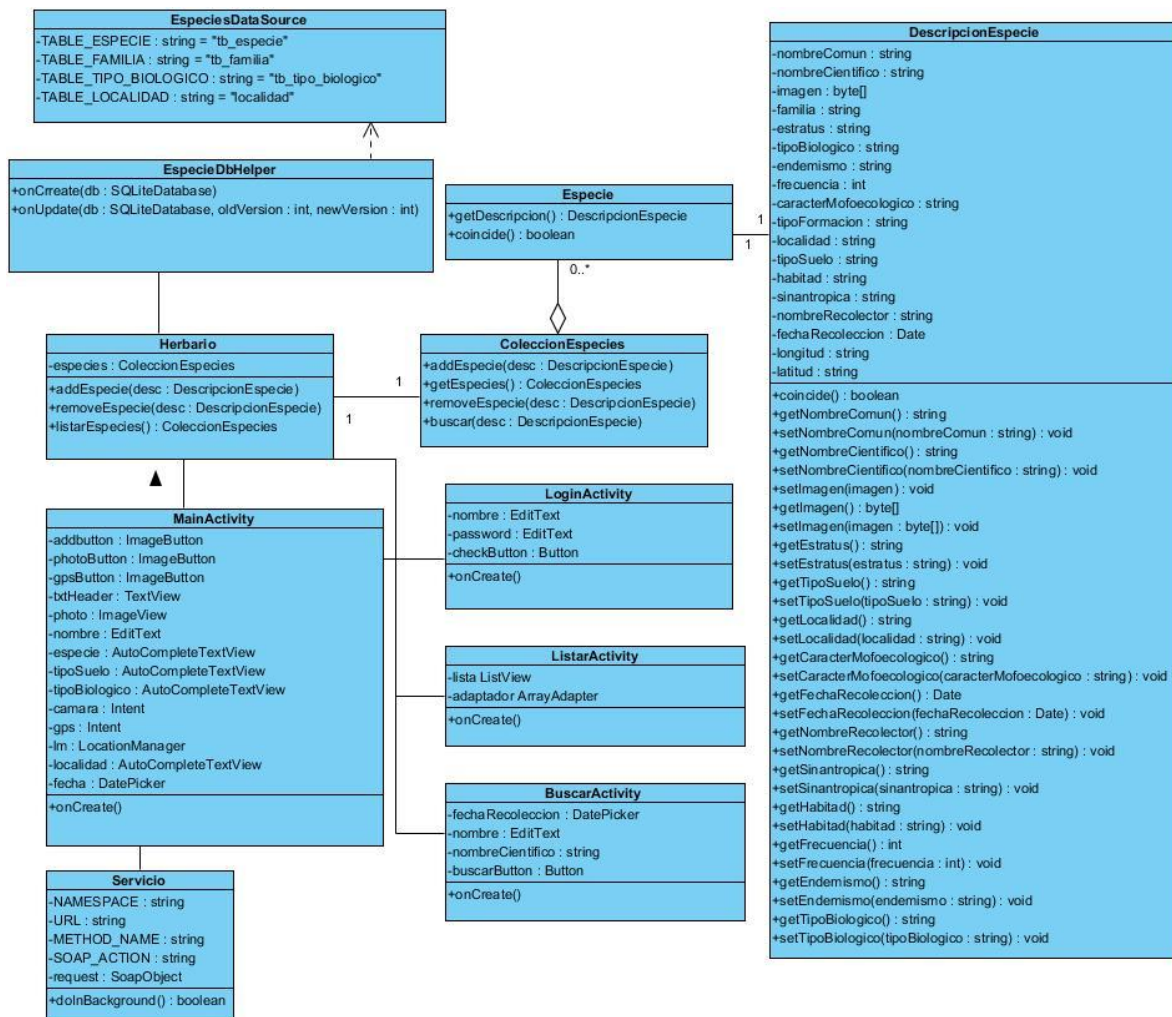 EspeciesDataSource
-TABLE_ESPECIE : string = "tb_especie"
-TABLE_FAMILIA : string = "tb_familia"
-TABLE_TIPO_BIOLOGICO : string = "tb_tipo_biologico"
-TABLE_LOCALIDAD : string = "localidad"
EspecieDbHelper
+onCrreate(db : SQLiteDatabase)
+onUpdate(db : SQLiteDatabase, oldVersion : int, newVersion : int)
Especie
+getDescripcion() : DescripcionEspecie
+coincide() : boolean
1
1
0..*
Herbario
-especies : ColeccionEspecies
+addEspecie(desc : DescripcionEspecie)
+removeEspecie(desc : DescripcionEspecie)
+listarEspecies() : ColeccionEspecies
1
1
ColeccionEspecies
+addEspecie(desc : DescripcionEspecie)
+getEspecies() : ColeccionEspecies
+removeEspecie(desc : DescripcionEspecie)
+buscar(desc : DescripcionEspecie)
MainActivity
-addbutton : ImageButton
-photoButton : ImageButton
-gpsButton : ImageButton
-txtHeader : TextView
-photo : ImageView
-nombre : EditText
-especie : AutoCompleteTextView
-tipoSuelo : AutoCompleteTextView
-tipoBiologico : AutoCompleteTextView
-camara : Intent
-gps : Intent
-lm : LocationManager
-localidad : AutoCompleteTextView
-fecha : DatePicker
+onCreate()
LoginActivity
-nombre : EditText
-password : EditText
-checkButton : Button
+onCreate()
ListarActivity
-lista ListView
-adaptador ArrayAdapter
+onCreate()
BuscarActivity
-fechaRecoleccion : DatePicker
-nombre : EditText
-nombreCientifico : string
-buscarButton : Button
+onCreate()
Servicio
-NAMESPACE : string
-URL : string
-METHOD_NAME : string
-SOAP_ACTION : string
-request : SoapObject
+doInBackground() : boolean
DescripcionEspecie
-nombreComun : string
-nombreCientifico : string
-imagen : byte[]
-familia : string
-estratus : string
-tipoBiologico : string
-endemismo : string
-frecuencia : int
-caracterMofoecologico : string
-tipoFormacion : string
-localidad : string
-tipoSuelo : string
-habitad : string
-sinantropica : string
-nombreRecolector : string
-fechaRecoleccion : Date
-longitud : string
-latitud : string
+coincide() : boolean
+getNombreComun() : string
+setNombreComun(nombreComun : string) : void
+getNombreCientifico() : string
+setNombreCientifico(nombreCientifico : string) : void
+setImagen(imagen) : void
+getImagen() : byte[]
+setImagen(imagen : byte[]) : void
+getEstratus() : string
+setEstratus(estratus : string) : void
+getTipoSuelo() : string
+setTipoSuelo(tipoSuelo : string) : void
+getLocalidad() : string
+setLocalidad(localidad : string) : void
+getCaracterMofoecologico() : string
+setCaracterMofoecologico(caracterMofoecologico : string) : void
+getFechaRecoleccion() : Date
+setFechaRecoleccion(fechaRecoleccion : Date) : void
+getNombreRecolector() : string
+setNombreRecolector(nombreRecolector : string) : void
+getSinantropica() : string
+setSinantropica(sinantropica : string) : void
+getHabitad() : string
+setHabitad(habitad : string) : void
+getFrecuencia() : int
+setFrecuencia(frecuencia : int) : void
+getEndemismo() : string
+setEndemismo(endemismo : string) : void
+getTipoBiologico() : string
+setTipoBiologico(tipoBiologico : string) : void